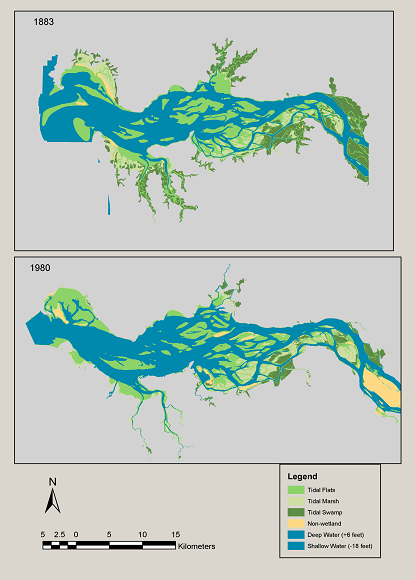 1883
1980
N
5 2.5 0 5 10 15
Kilometers
Legend
Tidal Flats
Tidal Marsh
Tidal Swamp
Non-wetland
Deep Water (+6 feet)
Shallow Water (-18 feet)